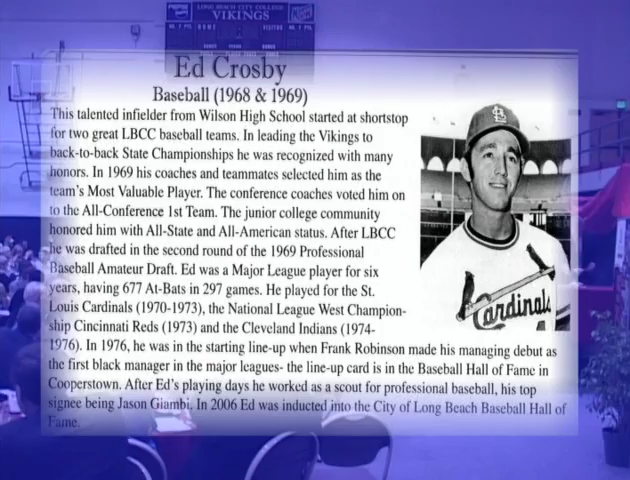 PEPSI
LONG BEACH CITY COLLEGE
VIKINGS
HOME
VISITOR
Ed Crosby
Baseball (1968 & 1969)
This talented infielder from Wilson High School started at shortstop
for two great LBCC baseball teams. In leading the Vikings to
back-to-back State Championships he was recognized with many
honors. In 1969 his coaches and teammates selected him as the
team's Most Valuable Player. The conference coaches voted him on
to the All-Conference 1st Team. The junior college community
honored him with All-State and All-American status. After LBCC
he was drafted in the second round of the 1969 Professional
Baseball Amateur Draft. Ed was a Major League player for six
years, having 677 At-Bats in 297 games. He played for the St.
Louis Cardinals (1970-1973), the National League West Champion-
ship Cincinnati Reds (1973) and the Cleveland Indians (1974-
1976). In 1976, he was in the starting line-up when Frank Robinson made his managing debut as
the first black manager in the major leagues- the line-up card is in the Baseball Hall of Fame in
Cooperstown. After Ed's playing days he worked as a scout for professional baseball, his top
signee being Jason Giambi. In 2006 Ed was inducted into the City of Long Beach Baseball Hall of
Fame.
STL
Cardinals